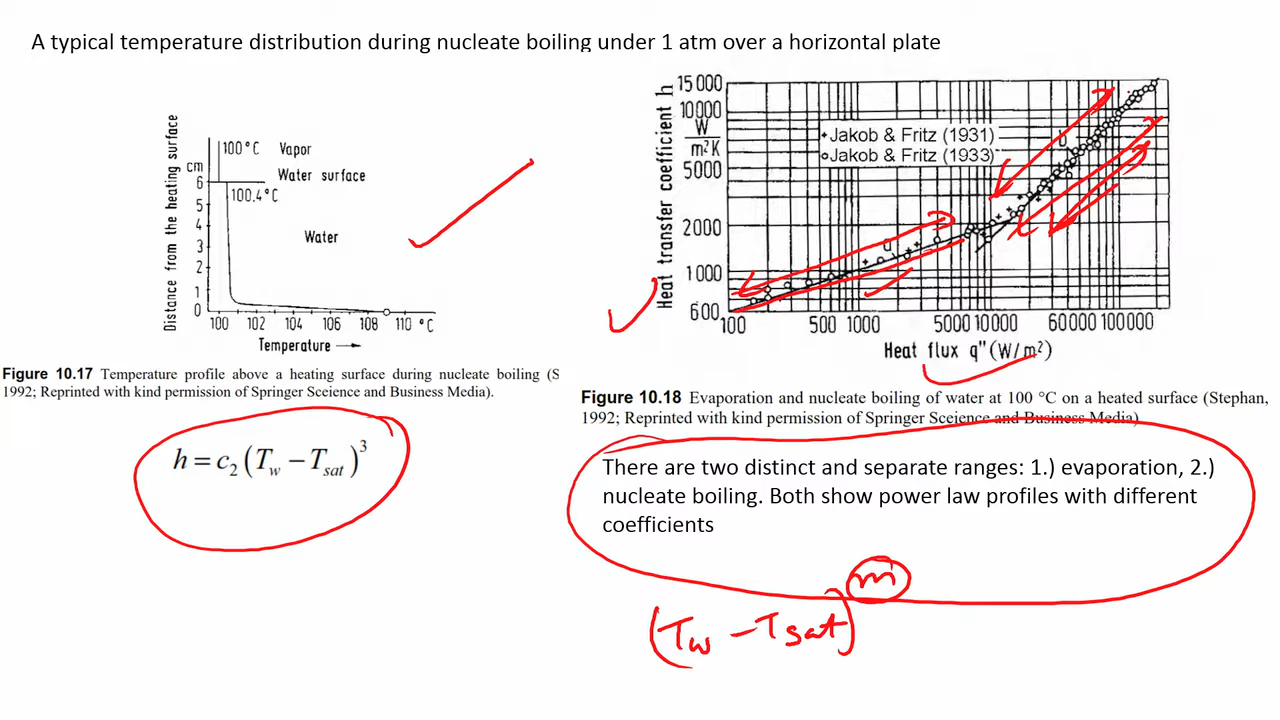 A typical temperature distribution during nucleate boiling under 1 atm over a horizontal plate
Distance from the heating surface
cm
6
5
4
3
2
1
0
100°C Vapor
Water surface
100.4°C
Water
100 102 104 106 108 110 °C
Temperature
Figure 10.17 Temperature profile above a heating surface during nucleate boiling (S
1992; Reprinted with kind permission of Springer Sceience and Business Media).
Heat transfer coefficient h
W
m²K
15 000
10000
5000
2000
1000
600
+Jakob & Fritz (1931)
○Jakob & Fritz (1933)
100 500 1000 5000 10000 60000 100000
Heat flux q" (W/m²)
Figure 10.18 Evaporation and nucleate boiling of water at 100 °C on a heated surface (Stephan,
1992; Reprinted with kind permission of Springer Sceience and Business Media)
h = c₂ (T_w − T_sat)³
There are two distinct and separate ranges: 1.) evaporation, 2.)
nucleate boiling. Both show power law profiles with different
coefficients
(Tw − Tsat)^m